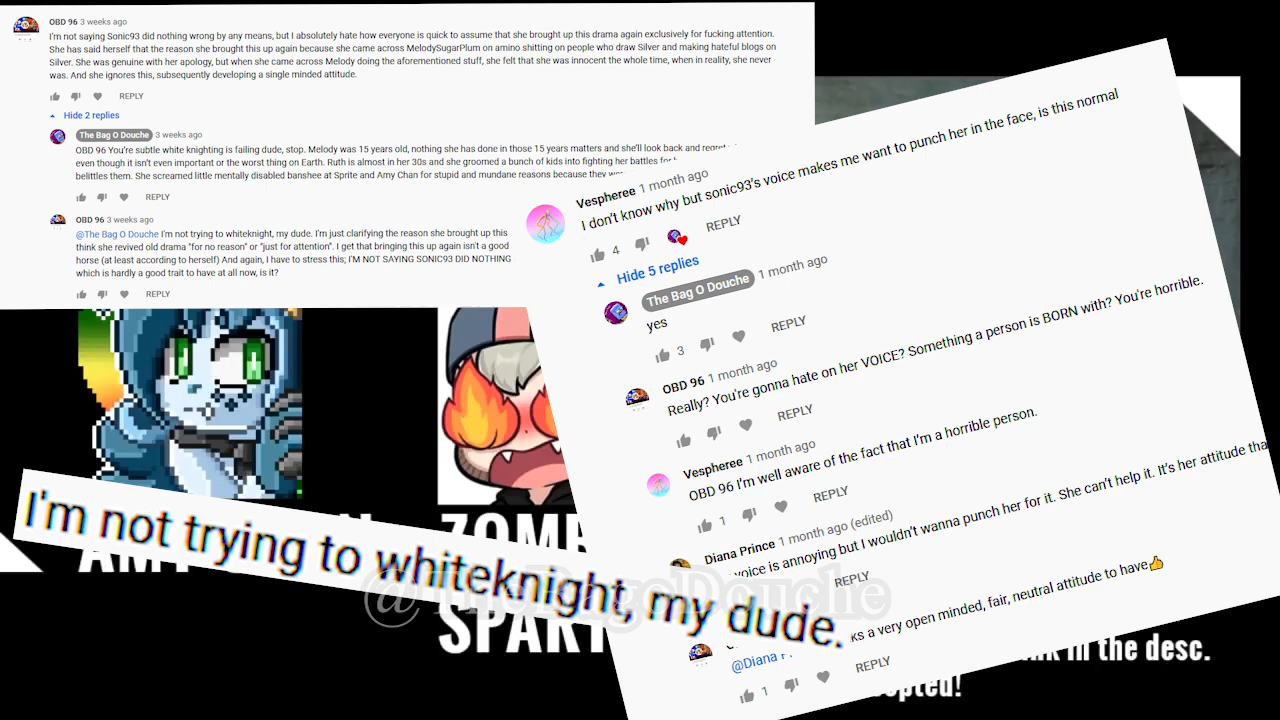 OBD 96 3 weeks ago
I'm not saying Sonic93 did nothing wrong by any means, but I absolutely hate how everyone is quick to assume that she brought up this drama again exclusively for fucking attention.
She has said herself that the reason she brought this up again because she came across MelodySugarPlum on amino shitting on people who draw Silver and making hateful blogs on
Silver. She was genuine with her apology, but when she came across Melody doing the aforementioned stuff, she felt that she was innocent the whole time, when in reality, she never
was. And she ignores this, subsequently developing a single minded attitude.
REPLY
Hide 2 replies
The Bag O Douche 3 weeks ago
OBD 96 You're subtle white knighting is failing dude, stop. Melody was 15 years old, nothing she has done in those 15 years matters and she'll look back and regret
even though it isn't even important or the worst thing on Earth. Ruth is almost in her 30s and she groomed a bunch of kids into fighting her battles
belittles them. She screamed little mentally disabled banshee at Sprite and Amy Chan for stupid and mundane reasons because they
REPLY
OBD 96 3 weeks ago
@The Bag O Douche I'm not trying to whiteknight, my dude. I'm just clarifying the reason she brought up this
think she revived old drama "for no reason" or "just for attention". I get that bringing this up again isn't a good
horse (at least according to herself) And again, I have to stress this; I'M NOT SAYING SONIC93 DID NOTHING
which is hardly a good trait to have at all now, is it?
REPLY
Vespheree 1 month ago
I don't know why but sonic93's voice makes me want to punch her in the face, is this normal
4 REPLY
Hide 5 replies
The Bag O Douche 1 month ago
yes
3 REPLY
OBD 96 1 month ago
Really? You're gonna hate on her VOICE? Something a person is BORN with? You're horrible.
REPLY
Vespheree 1 month ago
OBD 96 I'm well aware of the fact that I'm a horrible person.
1 REPLY
Diana Prince 1 month ago (edited)
voice is annoying but I wouldn't wanna punch her for it. She can't help it. It's her attitude tha
REPLY
@Diana a very open minded, fair, neutral attitude to have👍
1 REPLY
I'm not trying to whiteknight, my dude.
@TheBagoDouche
in the desc.